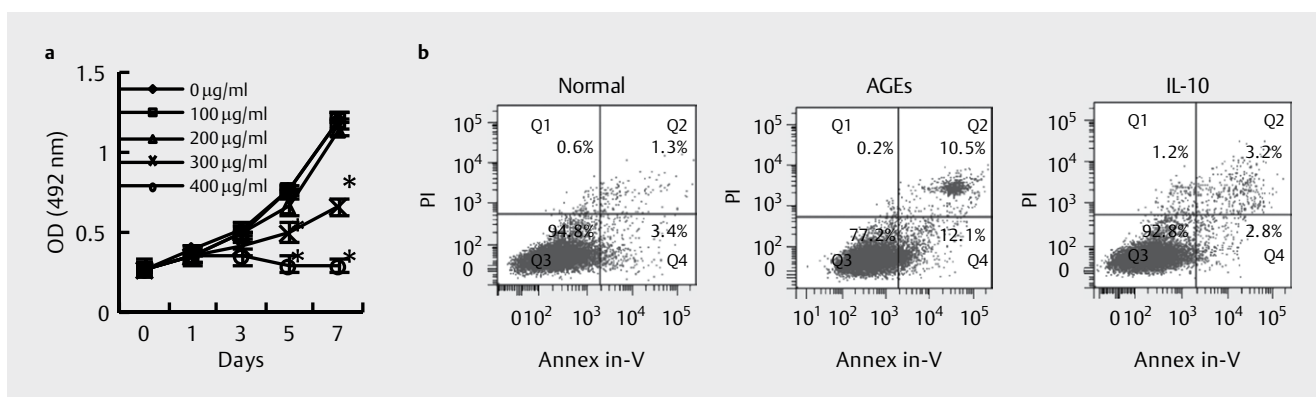 a
1.5
1
0.5
0
OD (492 nm)
0 µg/ml
100 µg/ml
200 µg/ml
300 µg/ml
400 µg/ml
*
*
*
*
0 1 3 5 7
Days
b
Normal
Q1
0.6%
Q2
1.3%
94.8%
Q3
3.4%
Q4
PI
10⁵
10⁴
10³
10²
0
0 10² 10³ 10⁴ 10⁵
Annex in-V
AGEs
Q1
0.2%
Q2
10.5%
77.2%
Q3
12.1%
Q4
PI
10⁵
10⁴
10³
10²
0
10¹ 10² 10³ 10⁴ 10⁵
Annex in-V
IL-10
Q1
1.2%
Q2
3.2%
92.8%
Q3
2.8%
Q4
PI
10⁵
10⁴
10³
10²
0
0 10² 10³ 10⁴ 10⁵
Annex in-V